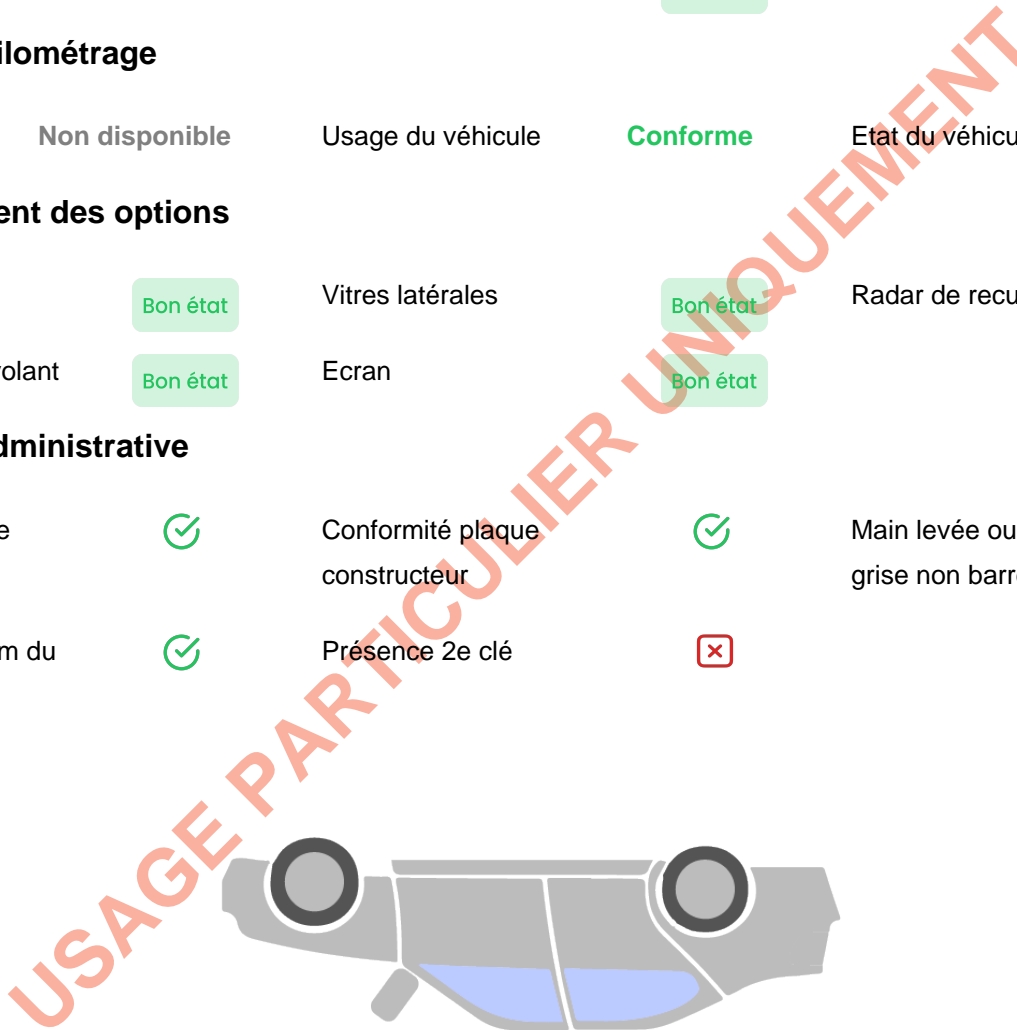 ilométrage
Non disponible Usage du véhicule Conforme Etat du véhicu
ent des options
Bon état Vitres latérales Bon état Radar de recu
olant Bon état Ecran Bon état
dministrative
e Conformité plaque Main levée ou
constructeur grise non barr
m du Présence 2e clé
USAGE PARTICULIER UNIQUEMENT